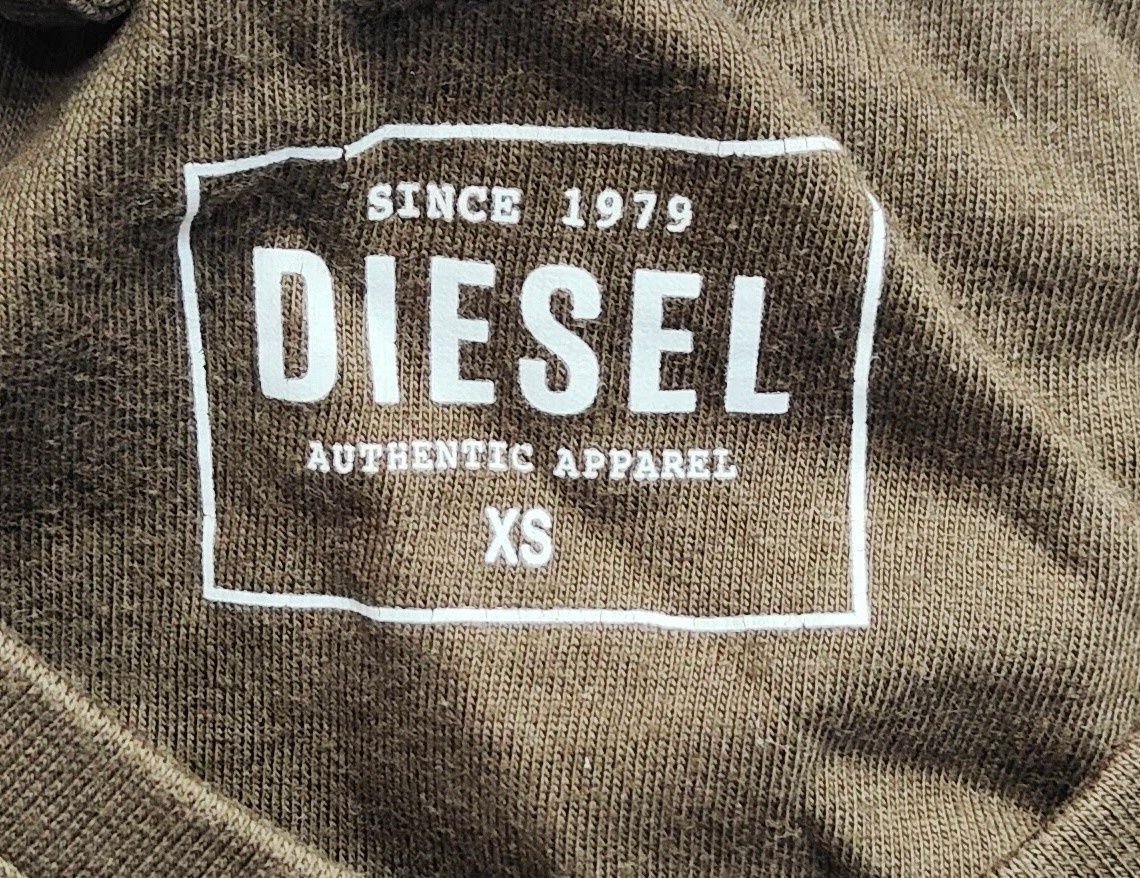 SINCE 1979
DIESEL
AUTHENTIC APPAREL
XS